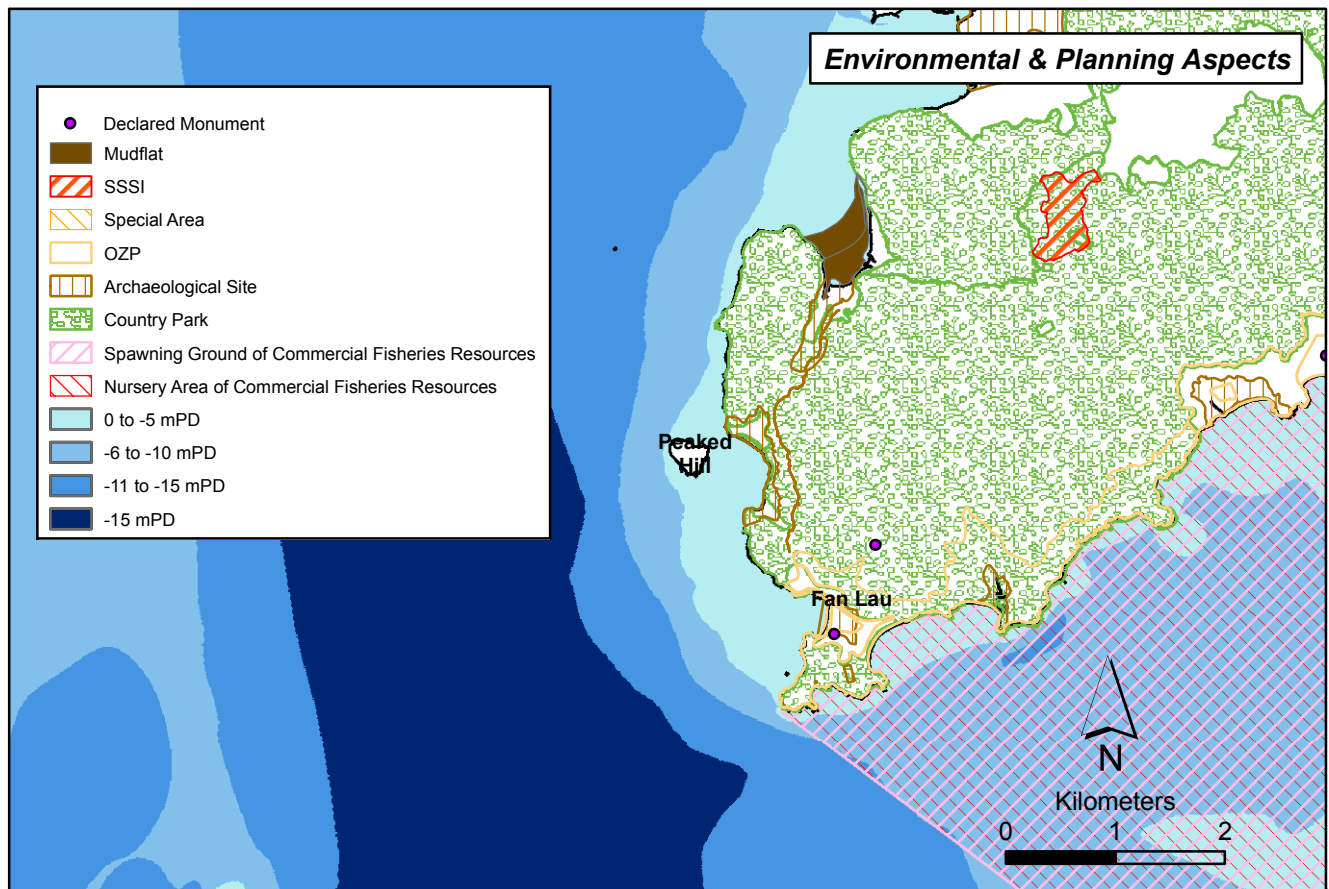 Environmental & Planning Aspects
Declared Monument
Mudflat
SSSI
Special Area
OZP
Archaeological Site
Country Park
Spawning Ground of Commercial Fisheries Resources
Nursery Area of Commercial Fisheries Resources
0 to -5 mPD
-6 to -10 mPD
-11 to -15 mPD
-15 mPD
Peaked
Hill
Fan Lau
N
Kilometers
0 1 2